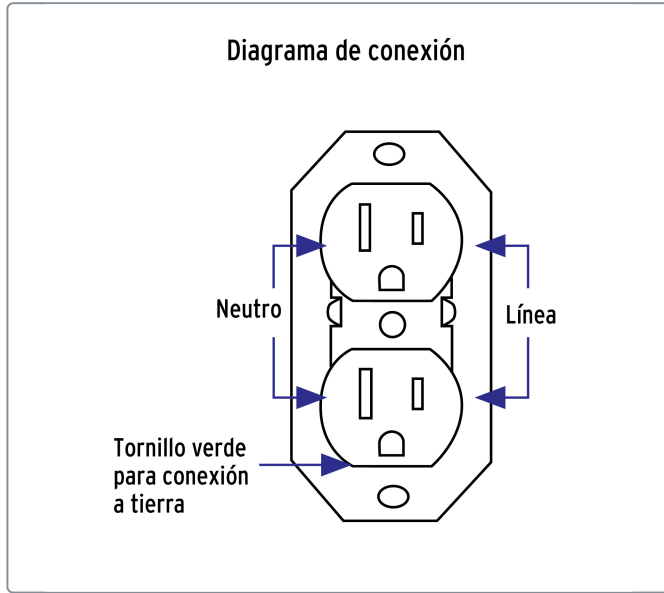 Diagrama de conexión
Neutro
Línea
Tornillo verde
para conexión
a tierra